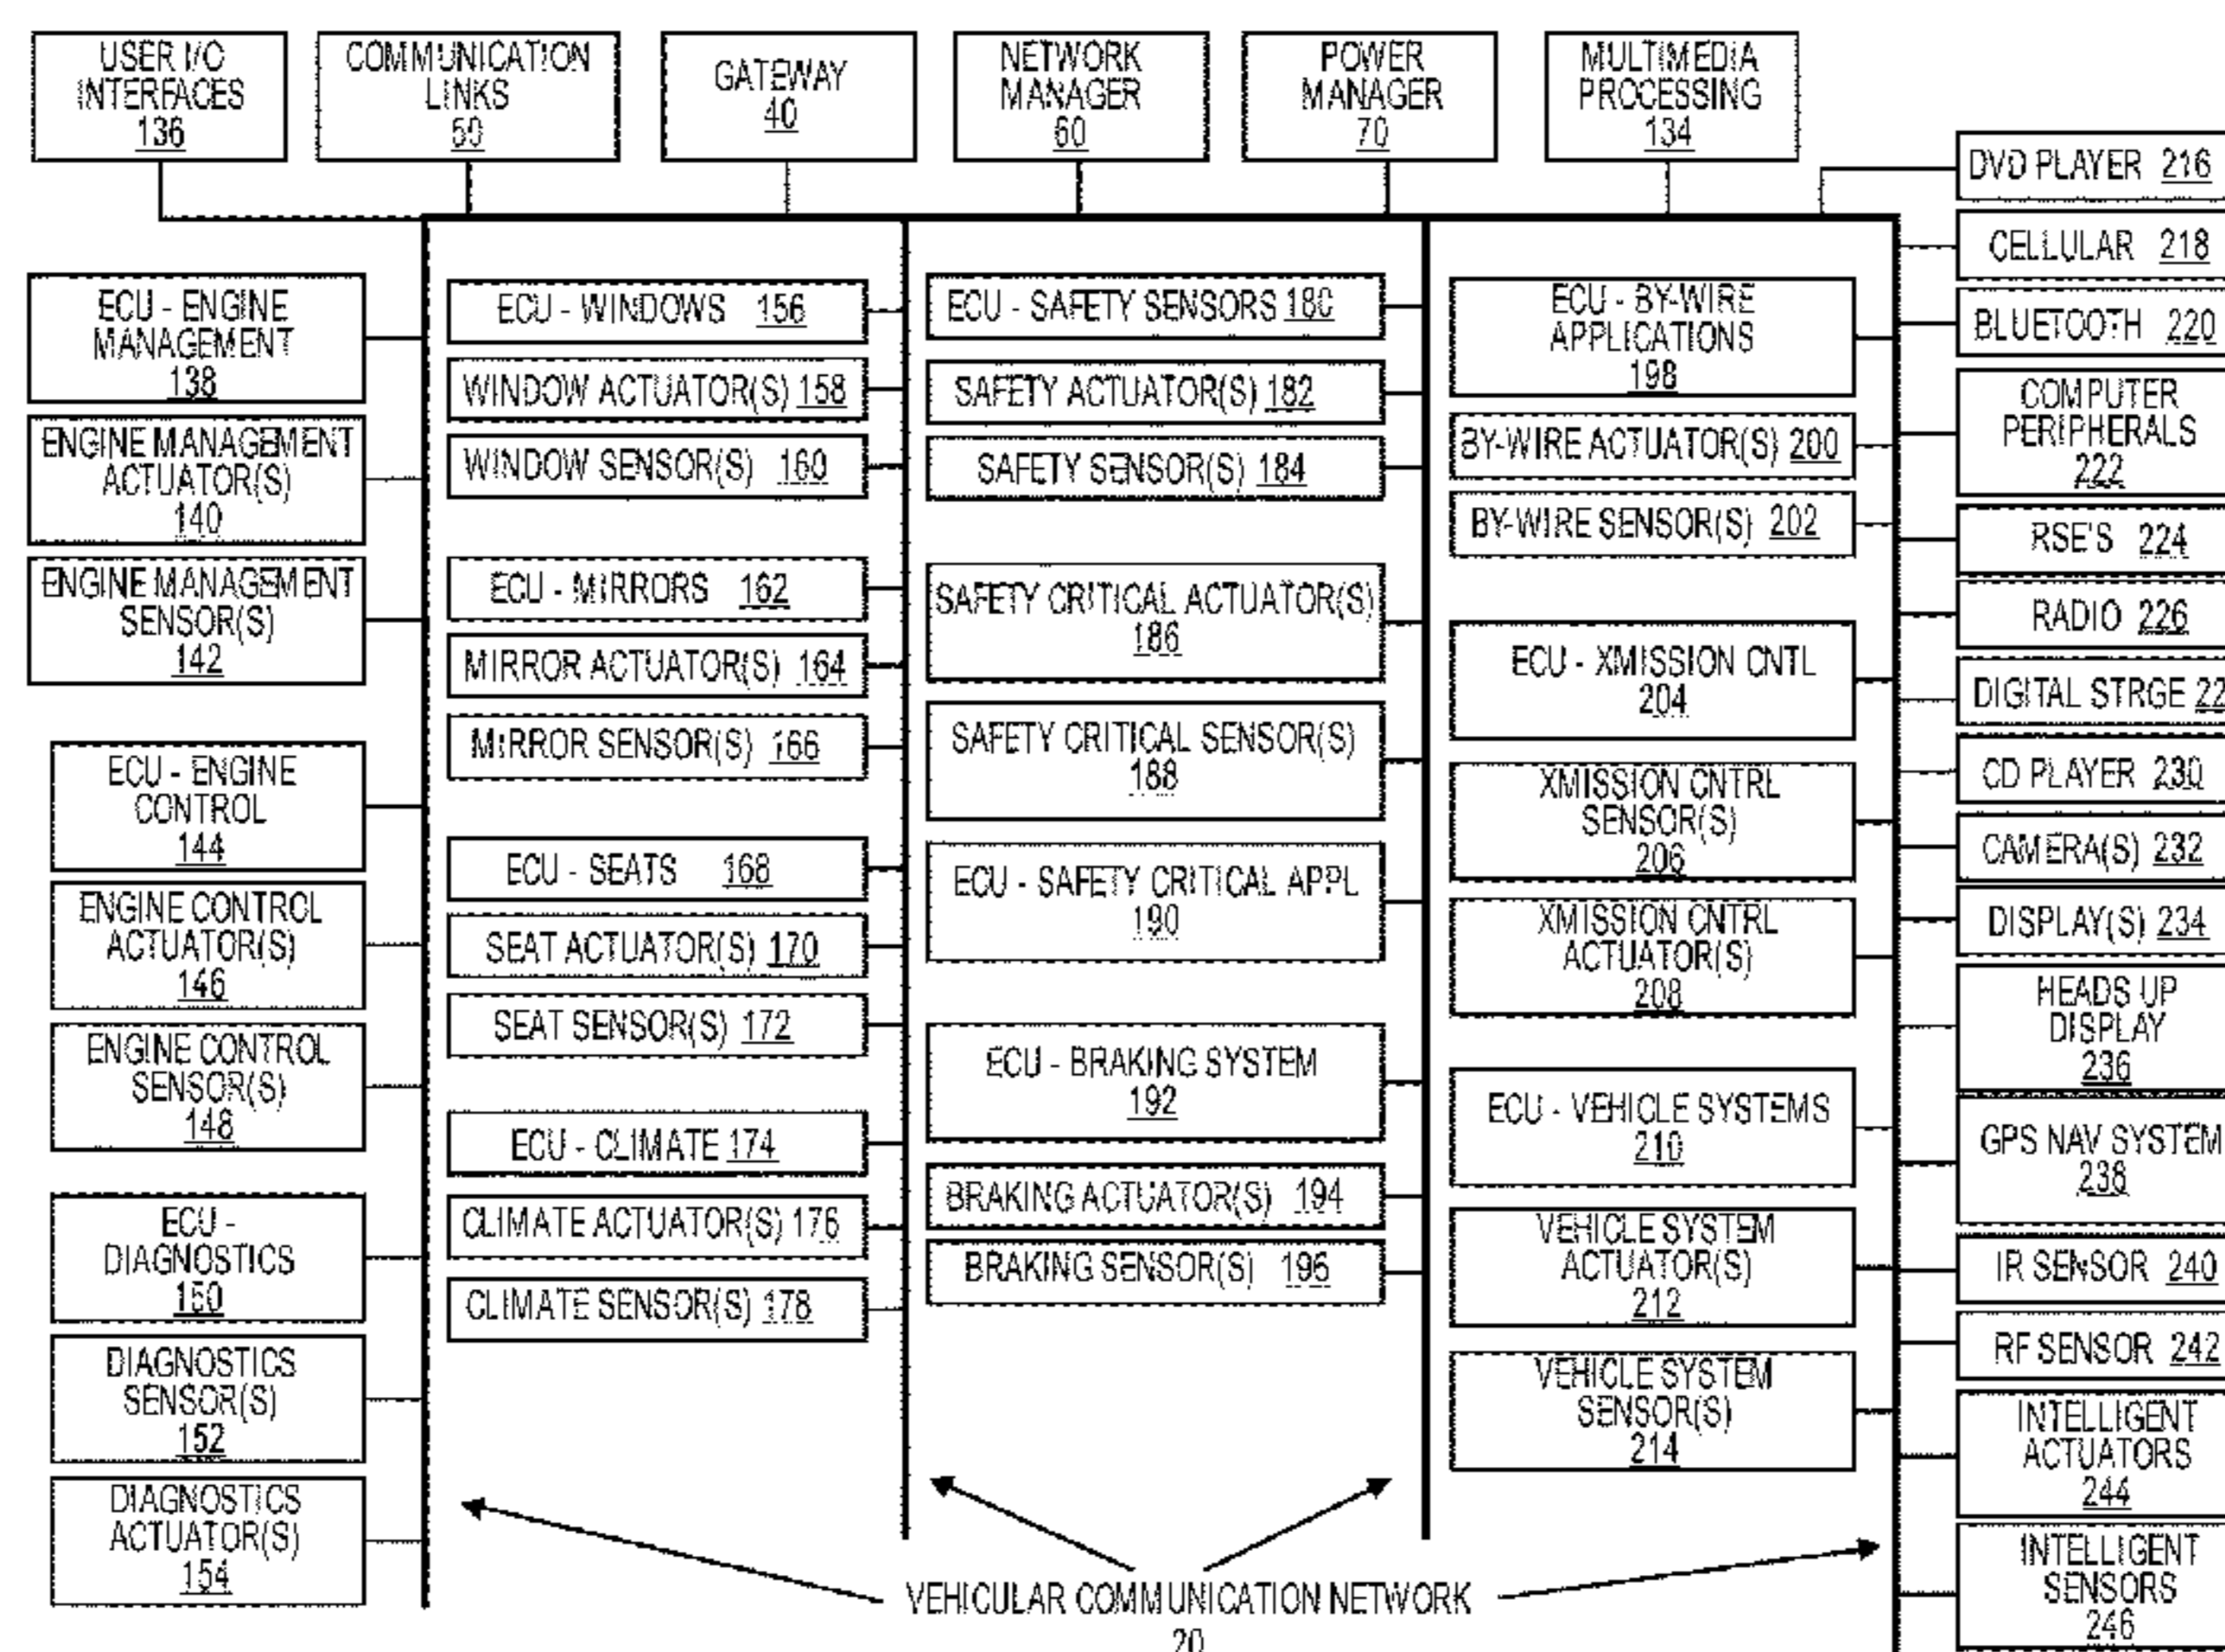 USER I/O
INTERFACES
136
COMMUNICATION
LINKS
50
GATEWAY
40
NETWORK
MANAGER
60
POWER
MANAGER
70
MULTIMEDIA
PROCESSING
134
ECU - ENGINE
MANAGEMENT
138
ENGINE MANAGEMENT
ACTUATOR(S)
140
ENGINE MANAGEMENT
SENSOR(S)
142
ECU - ENGINE
CONTROL
144
ENGINE CONTROL
ACTUATOR(S)
146
ENGINE CONTROL
SENSOR(S)
148
ECU -
DIAGNOSTICS
150
DIAGNOSTICS
SENSOR(S)
152
DIAGNOSTICS
ACTUATOR(S)
154
ECU - WINDOWS 156
WINDOW ACTUATOR(S) 158
WINDOW SENSOR(S) 160
ECU - MIRRORS 162
MIRROR ACTUATOR(S) 164
MIRROR SENSOR(S) 166
ECU - SEATS 168
SEAT ACTUATOR(S) 170
SEAT SENSOR(S) 172
ECU - CLIMATE 174
CLIMATE ACTUATOR(S) 176
CLIMATE SENSOR(S) 178
ECU - SAFETY SENSORS 180
SAFETY ACTUATOR(S) 182
SAFETY SENSOR(S) 184
SAFETY CRITICAL ACTUATOR(S)
186
SAFETY CRITICAL SENSOR(S)
188
ECU - SAFETY CRITICAL APPL
190
ECU - BRAKING SYSTEM
192
BRAKING ACTUATOR(S) 194
BRAKING SENSOR(S) 196
ECU - BY-WIRE
APPLICATIONS
198
BY-WIRE ACTUATOR(S) 200
BY-WIRE SENSOR(S) 202
ECU - XMISSION CNTL
204
XMISSION CNTRL
SENSOR(S)
206
XMISSION CNTRL
ACTUATOR(S)
208
ECU - VEHICLE SYSTEMS
210
VEHICLE SYSTEM
ACTUATOR(S)
212
VEHICLE SYSTEM
SENSOR(S)
214
DVD PLAYER 216
CELLULAR 218
BLUETOOTH 220
COMPUTER
PERIPHERALS
222
RSE'S 224
RADIO 226
DIGITAL STRGE 22
CD PLAYER 230
CAMERA(S) 232
DISPLAY(S) 234
HEADS UP
DISPLAY
236
GPS NAV SYSTEM
238
IR SENSOR 240
RF SENSOR 242
INTELLIGENT
ACTUATORS
244
INTELLIGENT
SENSORS
246
VEHICULAR COMMUNICATION NETWORK
20